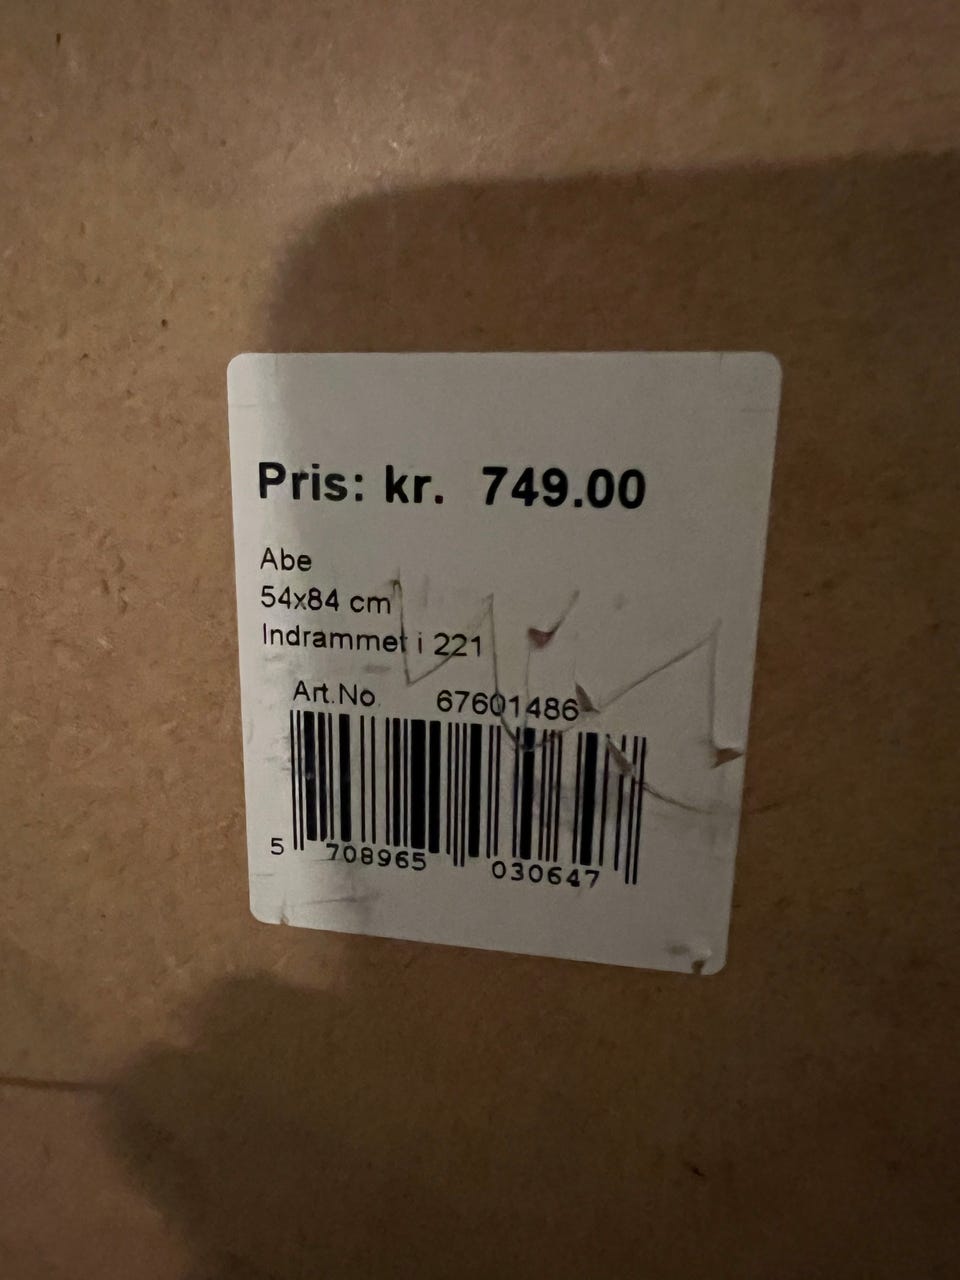 Pris: kr. 749.00
Abe
54x84 cm
Indrammet i 221
Art.No. 67601486
5 708965 030647